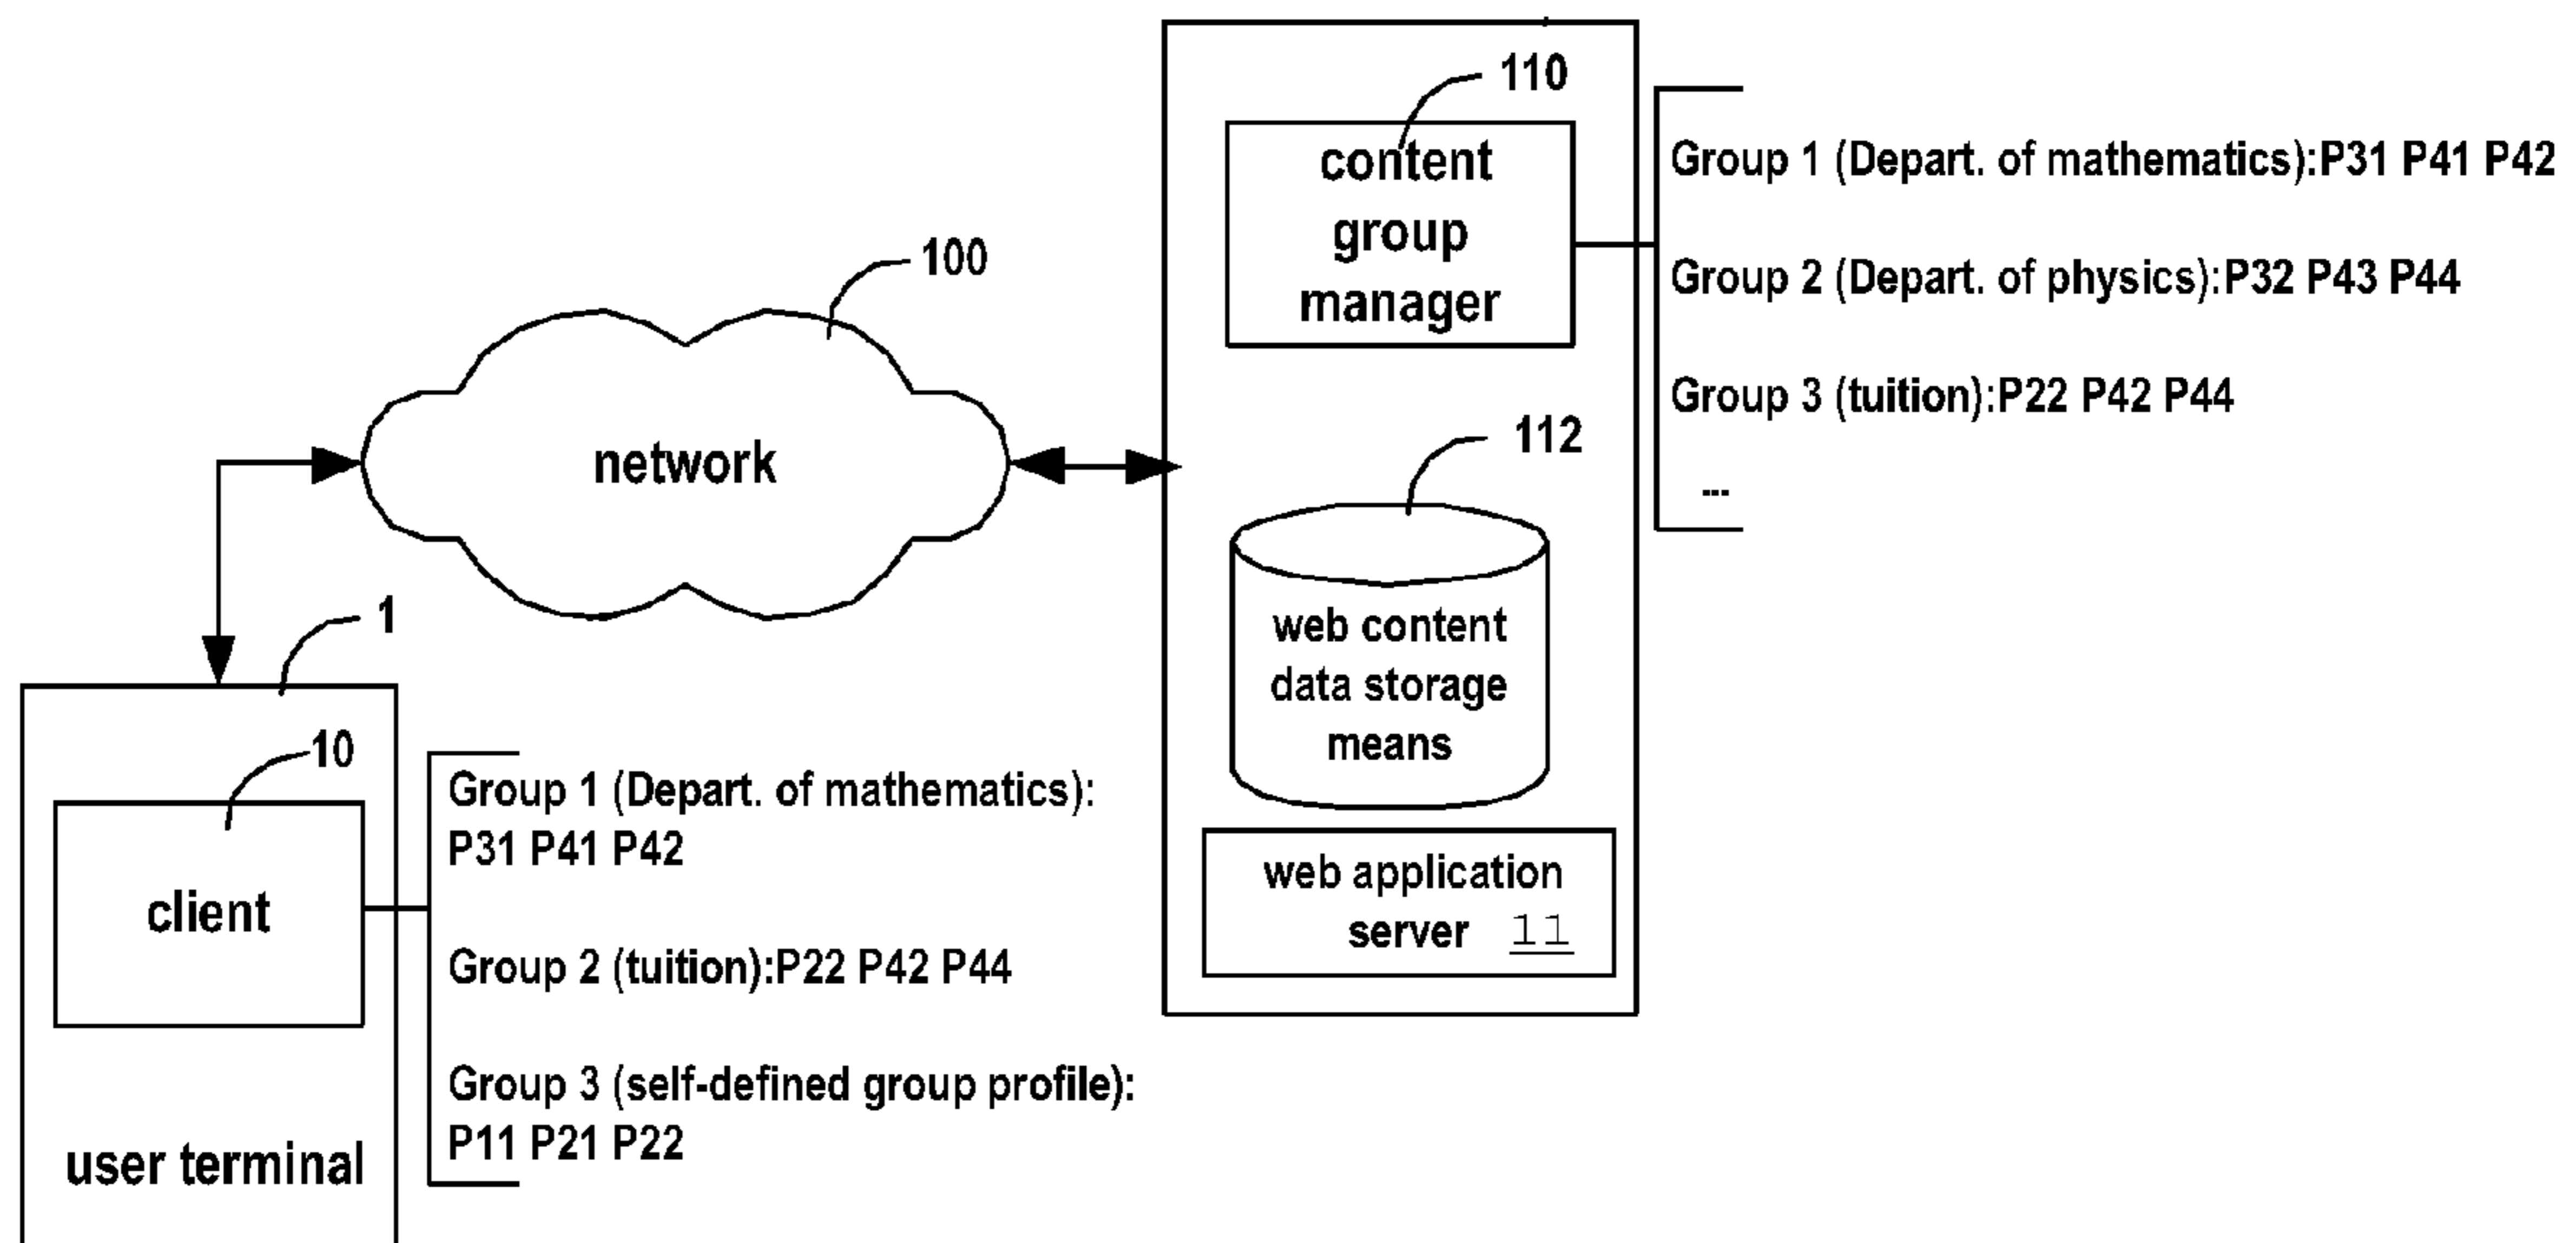 110
content
group
manager
Group 1 (Depart. of mathematics):P31 P41 P42
Group 2 (Depart. of physics):P32 P43 P44
Group 3 (tuition):P22 P42 P44
...
100
network
112
web content
data storage
means
web application
server 11
1
10
client
user terminal
Group 1 (Depart. of mathematics):
P31 P41 P42
Group 2 (tuition):P22 P42 P44
Group 3 (self-defined group profile):
P11 P21 P22